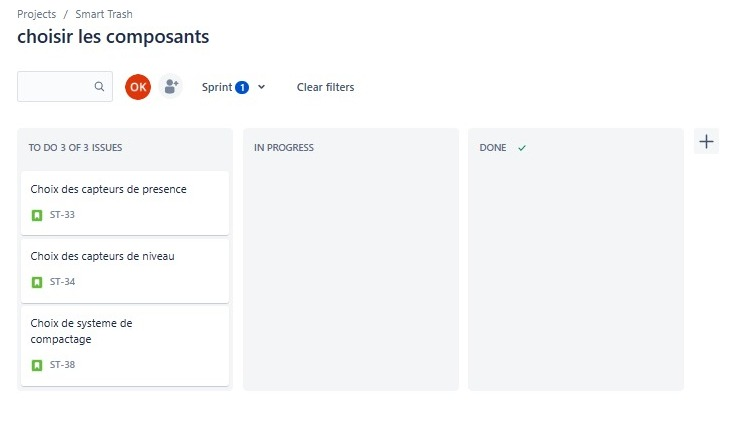 Projects / Smart Trash
choisir les composants
OK Sprint 1 Clear filters
TO DO 3 OF 3 ISSUES
Choix des capteurs de presence
ST-33
Choix des capteurs de niveau
ST-34
Choix de systeme de
compactage
ST-38
IN PROGRESS
DONE